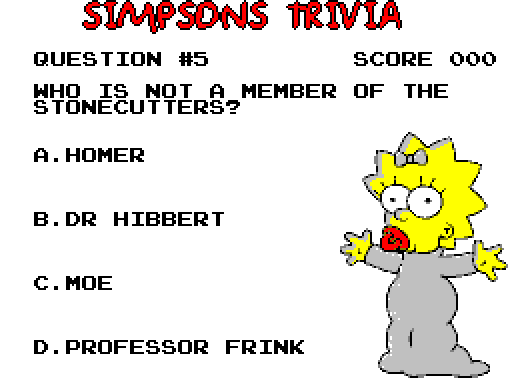 SIMPSONS TRIVIA
QUESTION #5 SCORE 000
WHO IS NOT A MEMBER OF THE
STONECUTTERS?
A.HOMER
B.DR HIBBERT
C.MOE
D.PROFESSOR FRINK